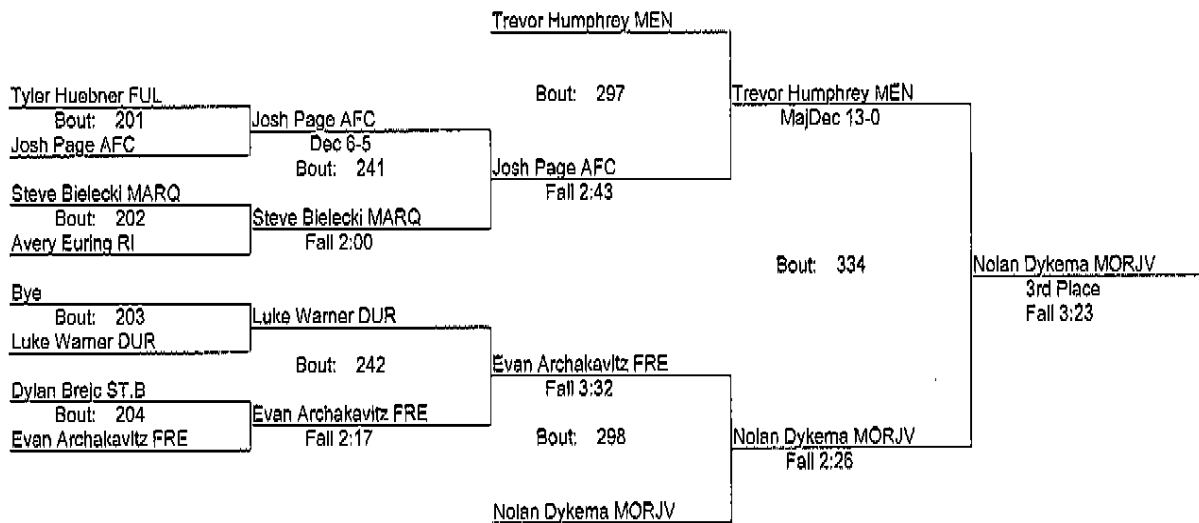 Trevor Humphrey MEN
Tyler Huebner FUL
Bout: 201
Josh Page AFC
Josh Page AFC
Dec 6-5
Bout: 241
Steve Bielecki MARQ
Bout: 202
Avery Euring RI
Steve Bielecki MARQ
Fall 2:00
Josh Page AFC
Fall 2:43
Bout: 297
Trevor Humphrey MEN
MajDec 13-0
Bye
Bout: 203
Luke Warner DUR
Luke Warner DUR
Bout: 242
Dylan Brejc ST.B
Bout: 204
Evan Archakavitz FRE
Evan Archakavitz FRE
Fall 2:17
Evan Archakavitz FRE
Fall 3:32
Bout: 298
Nolan Dykema MORJV
Nolan Dykema MORJV
Fall 2:26
Bout: 334
Nolan Dykema MORJV
3rd Place
Fall 3:23